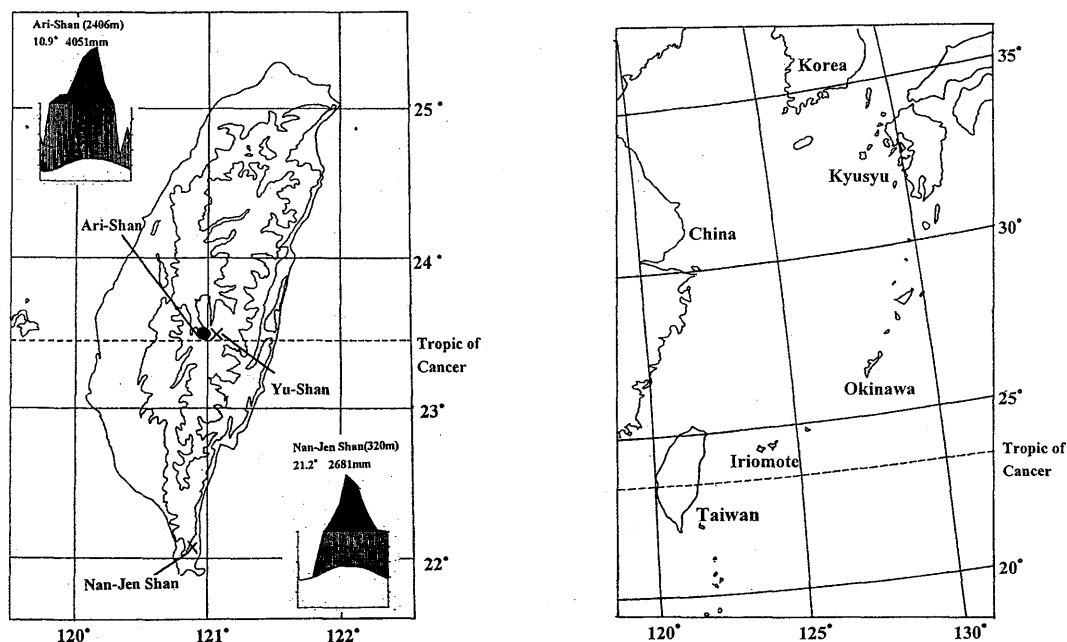 Ari-Shan (2406m)
10.9° 4051mm
25°
Ari-Shan
24°
Tropic of
Cancer
Yu-Shan
23°
Nan-Jen Shan(320m)
21.2° 2681mm
22°
Nan-Jen Shan
120°
121°
122°
Korea
35°
Kyusyu
China
30°
Okinawa
25°
Iriomote
Tropic of
Cancer
Taiwan
20°
120°
125°
130°